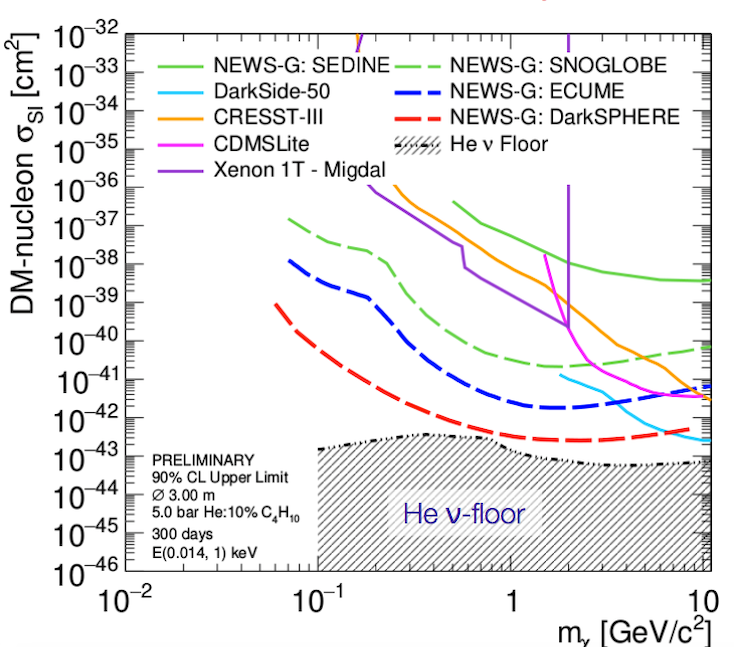 DM-nucleon σSI [cm²]
10⁻³²
10⁻³³
10⁻³⁴
10⁻³⁵
10⁻³⁶
10⁻³⁷
10⁻³⁸
10⁻³⁹
10⁻⁴⁰
10⁻⁴¹
10⁻⁴²
10⁻⁴³
10⁻⁴⁴
10⁻⁴⁵
10⁻⁴⁶
NEWS-G: SEDINE
DarkSide-50
CRESST-III
CDMSLite
Xenon 1T - Migdal
NEWS-G: SNOGLOBE
NEWS-G: ECUME
NEWS-G: DarkSPHERE
He ν Floor
PRELIMINARY
90% CL Upper Limit
Ø 3.00 m
5.0 bar He:10% C₄H₁₀
300 days
E(0.014, 1) keV
He ν-floor
10⁻² 10⁻¹ 1 10
mχ [GeV/c²]